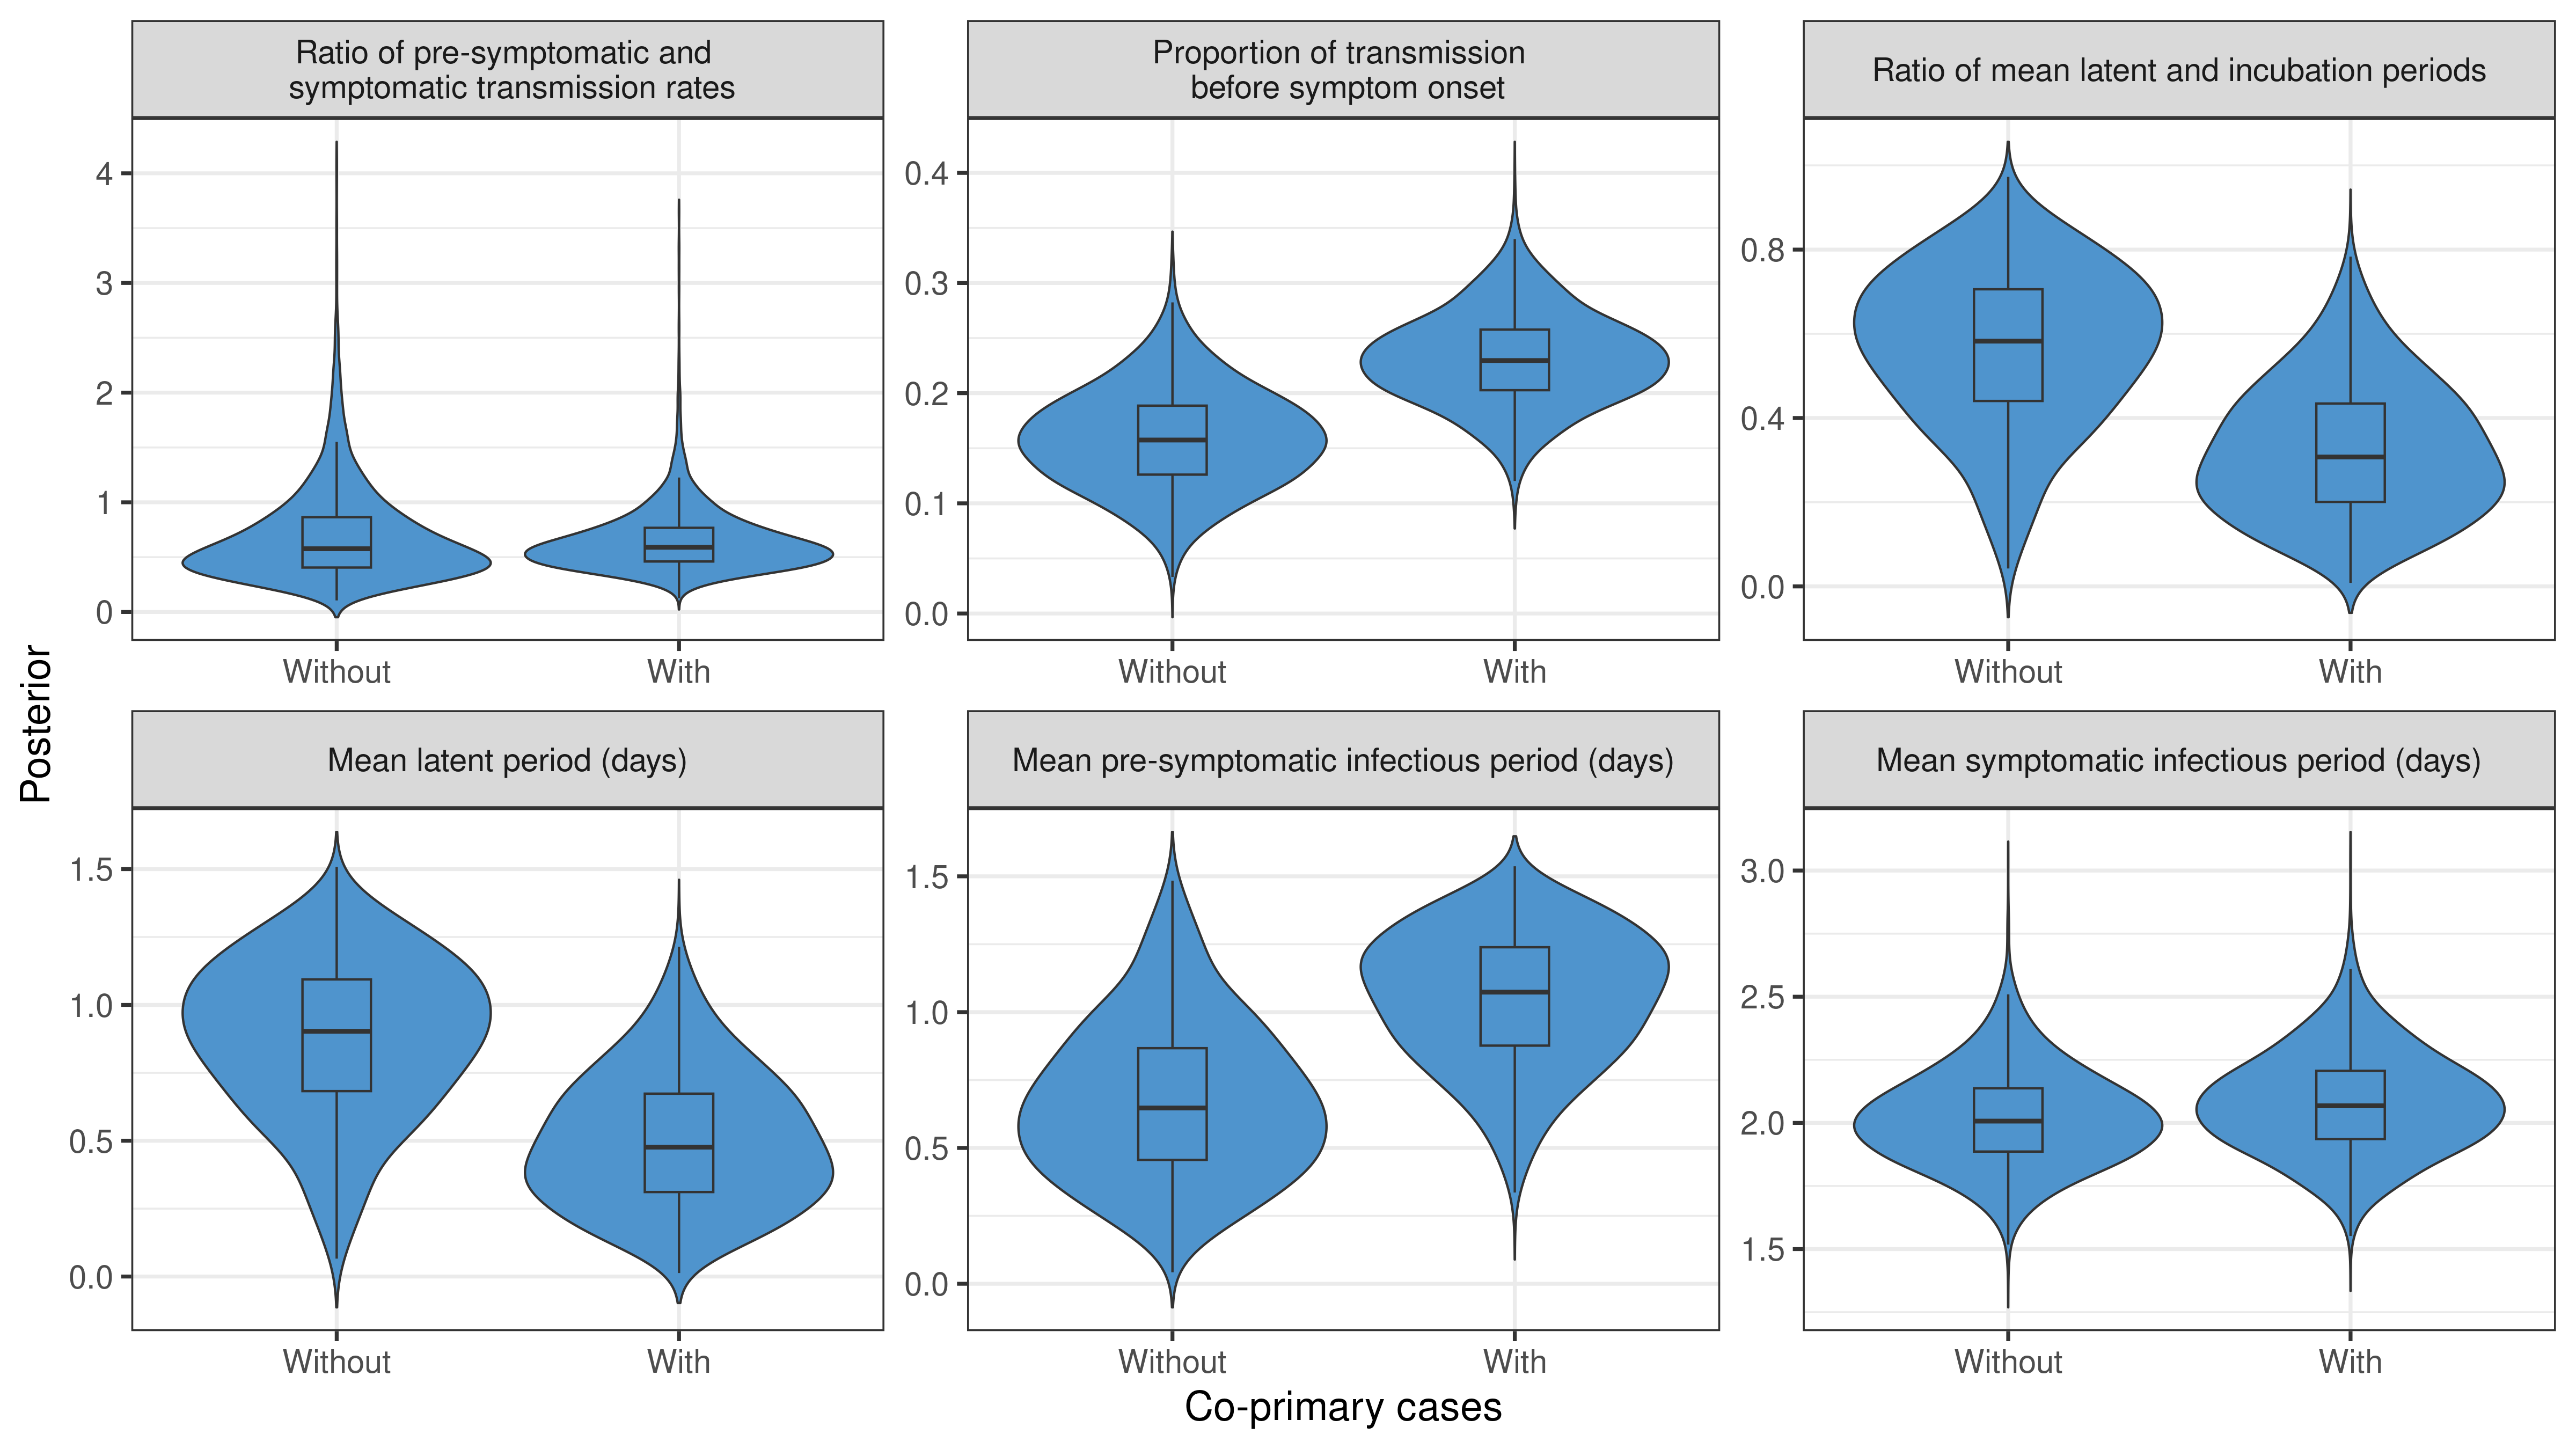 Ratio of pre-symptomatic and
symptomatic transmission rates
Proportion of transmission
before symptom onset
Ratio of mean latent and incubation periods
4
3
2
1
0
Without
With
0.4
0.3
0.2
0.1
0.0
Without
With
0.8
0.4
0.0
Without
With
Posterior
Mean latent period (days)
Mean pre-symptomatic infectious period (days)
Mean symptomatic infectious period (days)
1.5
1.0
0.5
0.0
Without
With
1.5
1.0
0.5
0.0
Without
With
3.0
2.5
2.0
1.5
Without
With
Co-primary cases